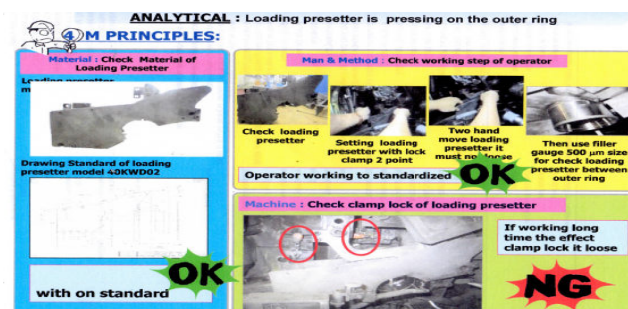 ANALYTICAL : Loading presetter is pressing on the outer ring
4 M PRINCIPLES:
Material : Check Material of
Loading Presetter
Loading presetter
Drawing Standard of loading
presetter model 40KWD02
OK
with on standard
Man & Method : Check working step of operator
Check loading
presetter
Setting loading
presetter with lock
clamp 2 point
Two hand
move loading
presetter it
must no loose
Then use filler
gauge 500 µm size
for check loading
presetter between
outer ring
Operator working to standardized
OK
Machine : Check clamp lock of loading presetter
If working long
time the effect
clamp lock it loose
NG